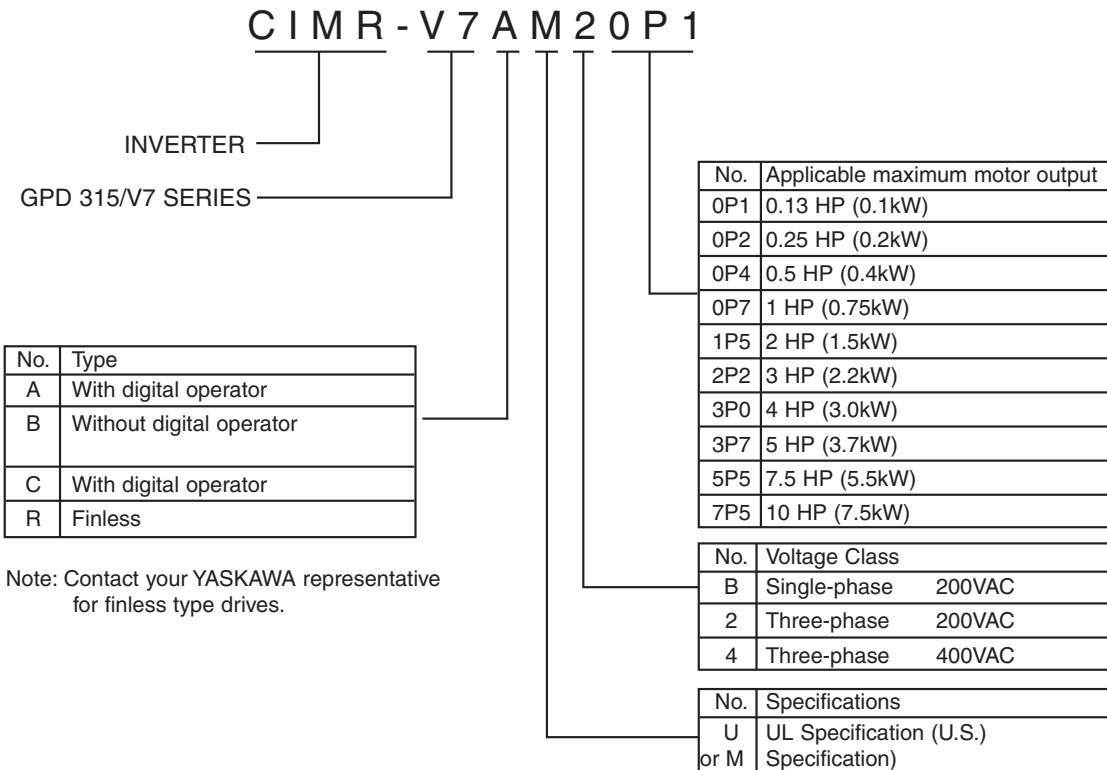 CIMR-V7AM20P1
INVERTER
GPD 315/V7 SERIES
No. Type
A With digital operator
B Without digital operator
C With digital operator
R Finless
Note: Contact your YASKAWA representative
for finless type drives.
No. Applicable maximum motor output
0P1 0.13 HP (0.1kW)
0P2 0.25 HP (0.2kW)
0P4 0.5 HP (0.4kW)
0P7 1 HP (0.75kW)
1P5 2 HP (1.5kW)
2P2 3 HP (2.2kW)
3P0 4 HP (3.0kW)
3P7 5 HP (3.7kW)
5P5 7.5 HP (5.5kW)
7P5 10 HP (7.5kW)
No. Voltage Class
B Single-phase 200VAC
2 Three-phase 200VAC
4 Three-phase 400VAC
No. Specifications
U UL Specification (U.S.)
or M Specification)